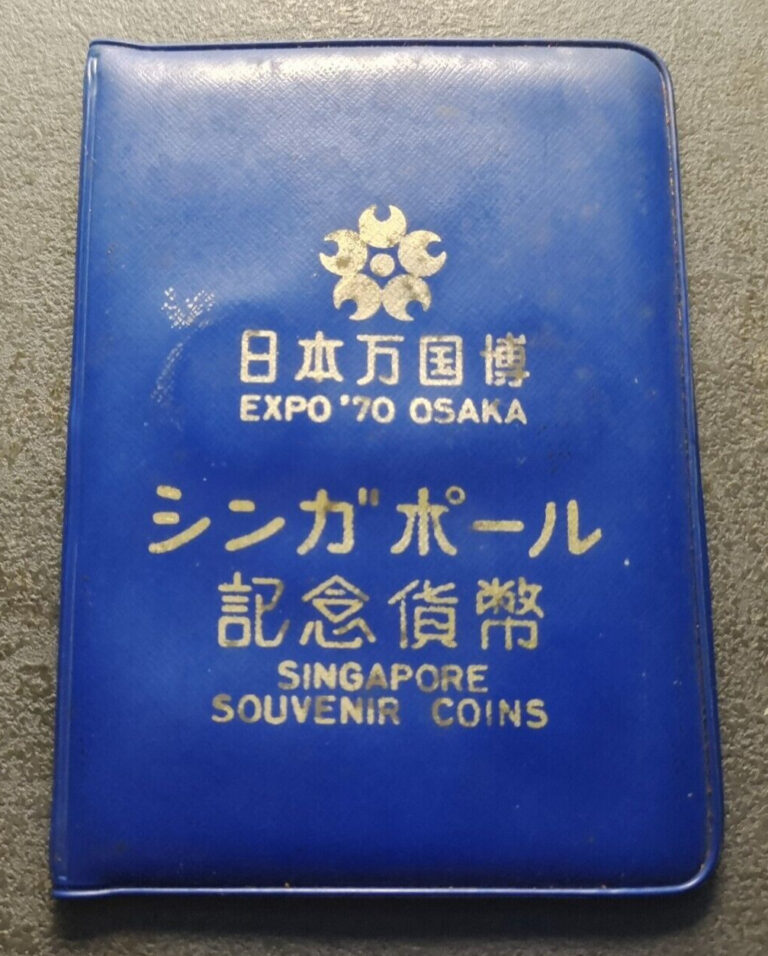 日本万国博
EXPO '70 OSAKA
シンガポール
記念貨幣
SINGAPORE
SOUVENIR COINS